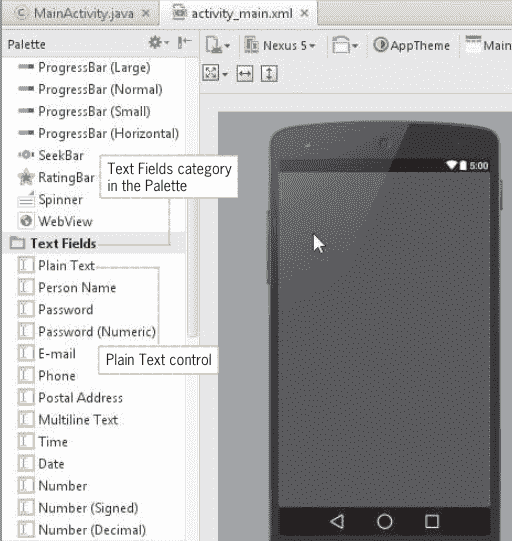 MainActivity.java
activity_main.xml
Palette
Nexus 5
AppTheme
Main
ProgressBar (Large)
ProgressBar (Normal)
ProgressBar (Small)
ProgressBar (Horizontal)
SeekBar
RatingBar
Spinner
WebView
Text Fields category
in the Palette
5:00
Text Fields
Plain Text
Person Name
Password
Password (Numeric)
E-mail
Plain Text control
Phone
Postal Address
Multiline Text
Time
Date
Number
Number (Signed)
Number (Decimal)